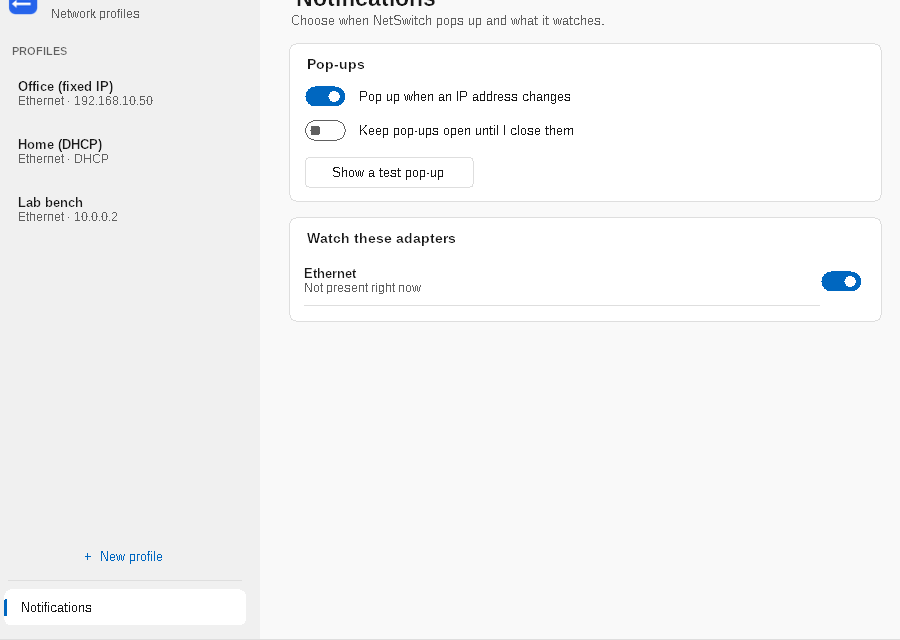 Network profiles
PROFILES
Office (fixed IP)
Ethernet · 192.168.10.50
Home (DHCP)
Ethernet · DHCP
Lab bench
Ethernet · 10.0.0.2
+ New profile
Notifications
Notifications
Choose when NetSwitch pops up and what it watches.
Pop-ups
Pop up when an IP address changes
Keep pop-ups open until I close them
Show a test pop-up
Watch these adapters
Ethernet
Not present right now